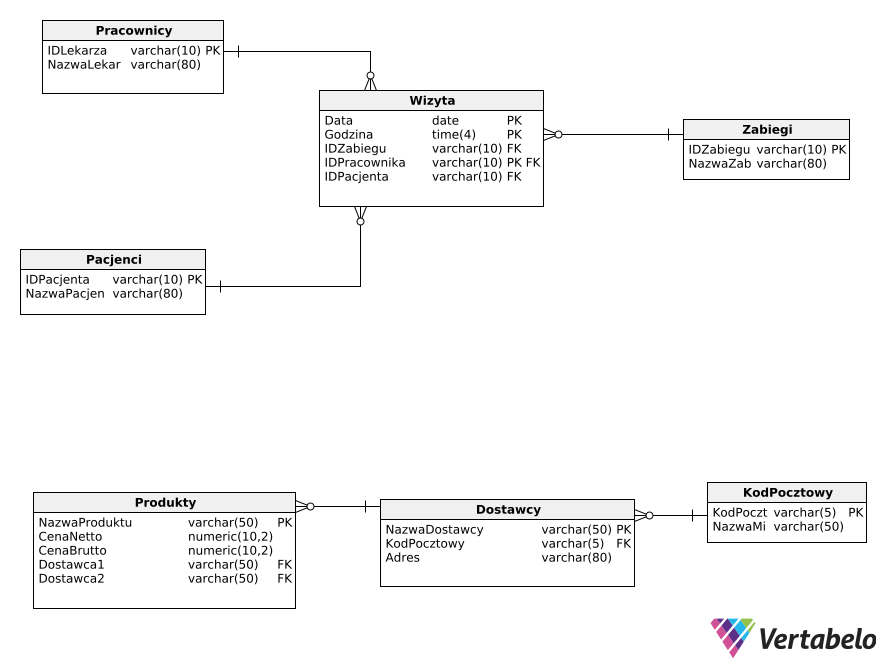 Pracownicy
IDLekarza varchar(10) PK
NazwaLekar varchar(80)
Wizyta
Data date PK
Godzina time(4) PK
IDZabiegu varchar(10) FK
IDPracownika varchar(10) PK FK
IDPacjenta varchar(10) FK
Zabiegi
IDZabiegu varchar(10) PK
NazwaZab varchar(80)
Pacjenci
IDPacjenta varchar(10) PK
NazwaPacjen varchar(80)
Produkty
NazwaProduktu varchar(50) PK
CenaNetto numeric(10,2)
CenaBrutto numeric(10,2)
Dostawca1 varchar(50) FK
Dostawca2 varchar(50) FK
Dostawcy
NazwaDostawcy varchar(50) PK
KodPocztowy varchar(5) FK
Adres varchar(80)
KodPocztowy
KodPoczt varchar(5) PK
NazwaMi varchar(50)
Vertabelo